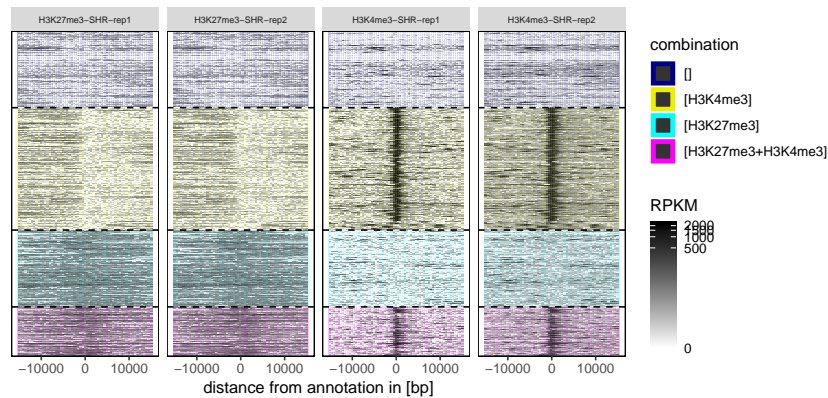 H3K27me3−SHR−rep1 H3K27me3−SHR−rep2 H3K4me3−SHR−rep1 H3K4me3−SHR−rep2
combination
[]
[H3K4me3]
[H3K27me3]
[H3K27me3+H3K4me3]
RPKM
2000
1500
1000
500
0
−10000 0 10000 −10000 0 10000 −10000 0 10000 −10000 0 10000
distance from annotation in [bp]